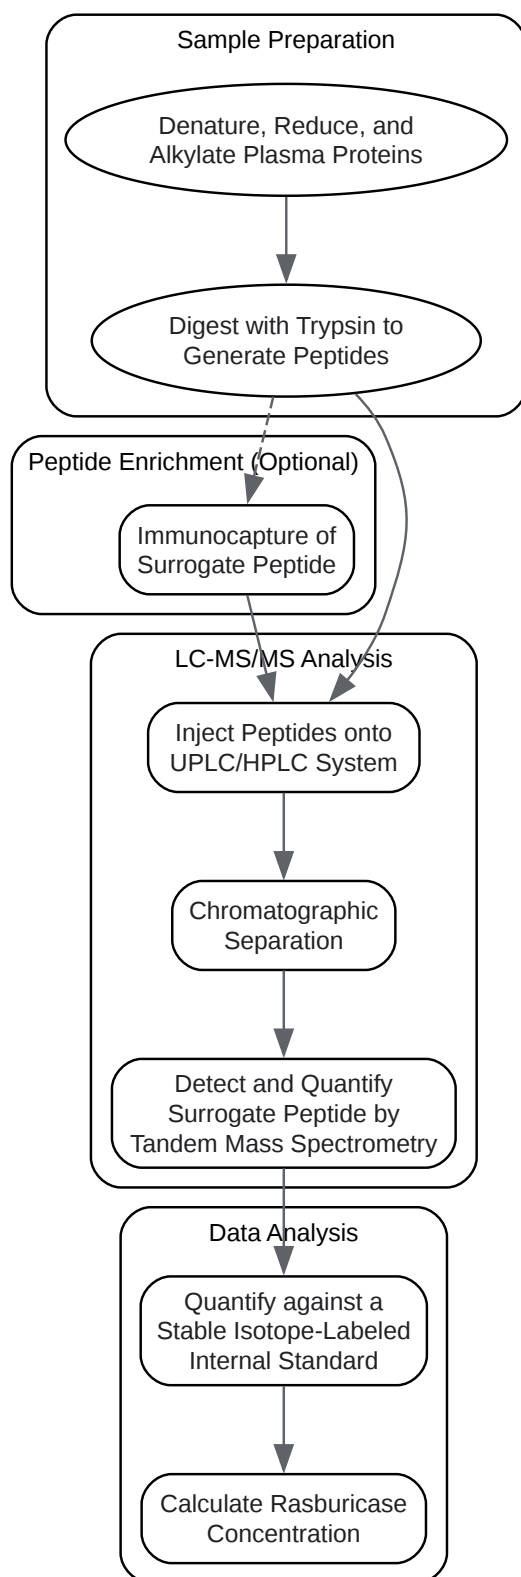 Sample Preparation
Denature, Reduce, and
Alkylate Plasma Proteins
Digest with Trypsin to
Generate Peptides
Peptide Enrichment (Optional)
Immunocapture of
Surrogate Peptide
LC-MS/MS Analysis
Inject Peptides onto
UPLC/HPLC System
Chromatographic
Separation
Detect and Quantify
Surrogate Peptide by
Tandem Mass Spectrometry
Data Analysis
Quantify against a
Stable Isotope-Labeled
Internal Standard
Calculate Rasburicase
Concentration